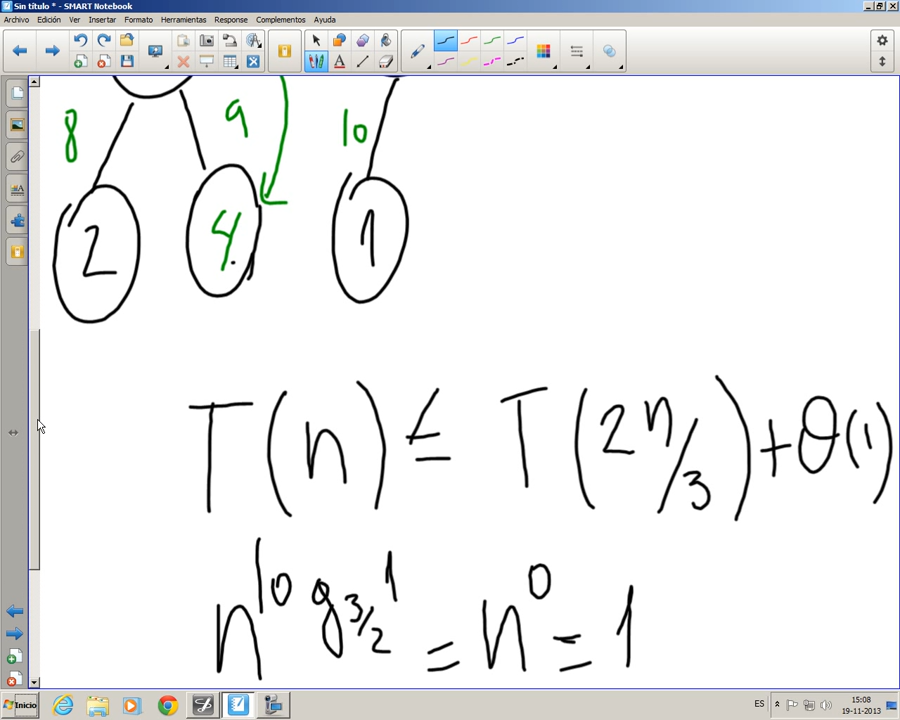 Sin título * - SMART Notebook
Archivo Edición Ver Insertar Formato Herramientas Response Complementos Ayuda
8 9 10
2 4 1
T(n) ≤ T(2n/3) + Θ(1)
n^log_{3/2} 1 = n^0 = 1
Inicio
ES
15:08
19-11-2013